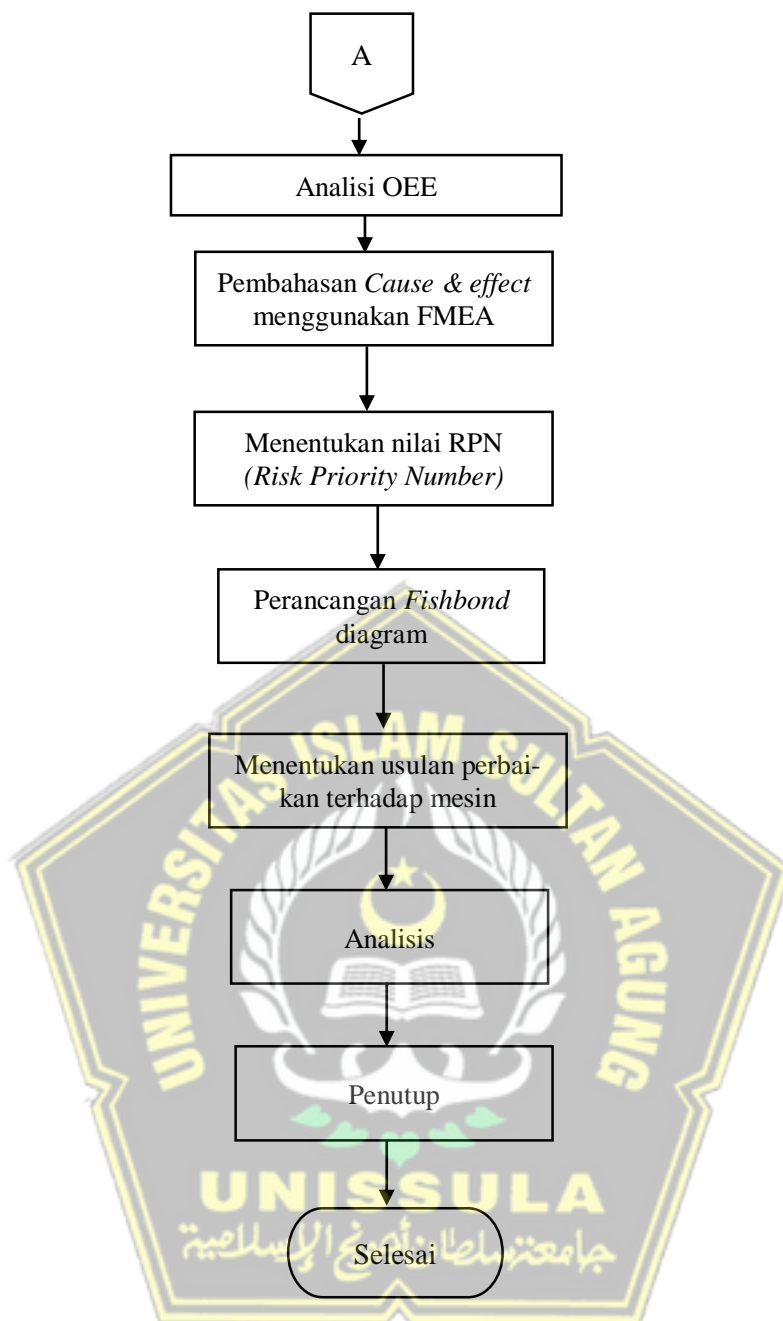 A
Analisi OEE
Pembahasan Cause & effect
menggunakan FMEA
Menentukan nilai RPN
(Risk Priority Number)
Perancangan Fishbond
diagram
Menentukan usulan perbai-
kan terhadap mesin
Analisis
Penutup
Selesai
UNIVERSITAS ISLAM SULTAN AGUNG
UNISSULA
جامعة سلطان أجونج الإسلامية